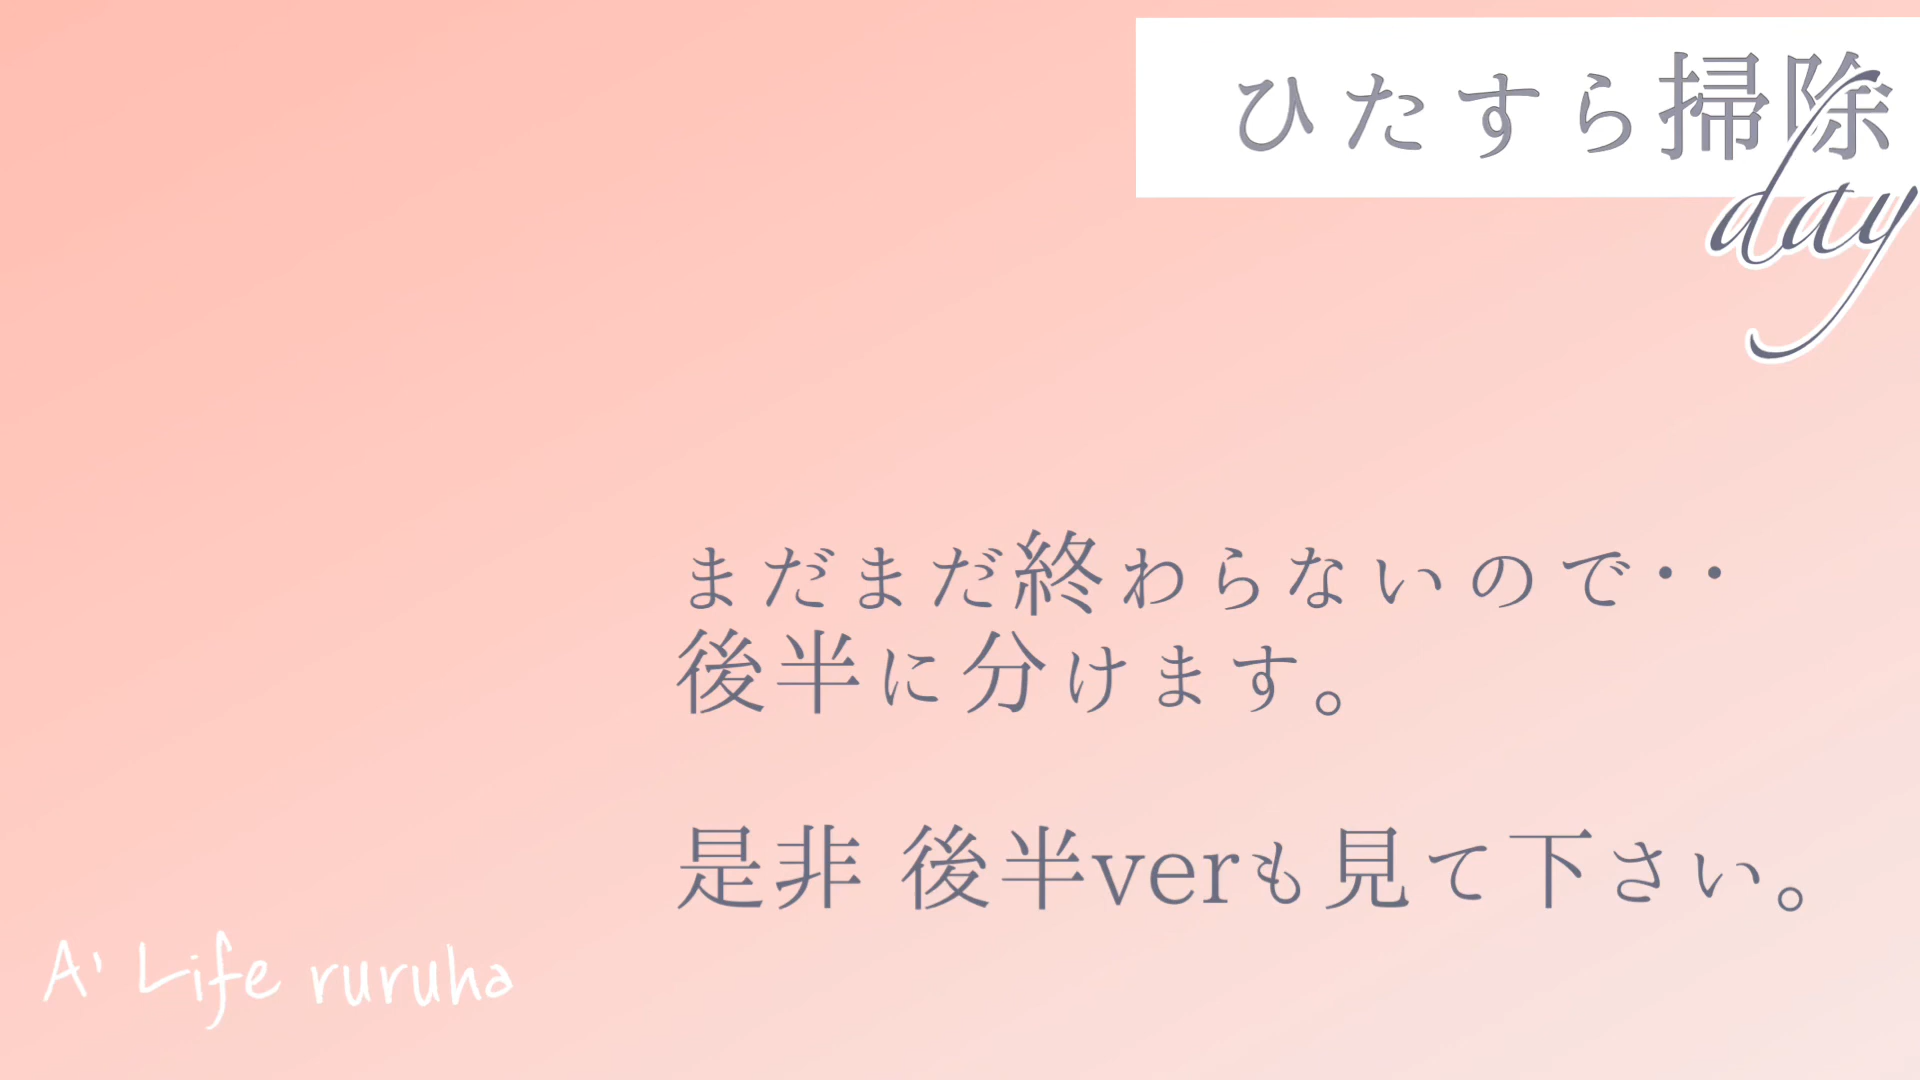 ひたすら掃除
day
まだまだ終わらないので・・
後半に分けます。
是非 後半verも見て下さい。
A' Life ruruha